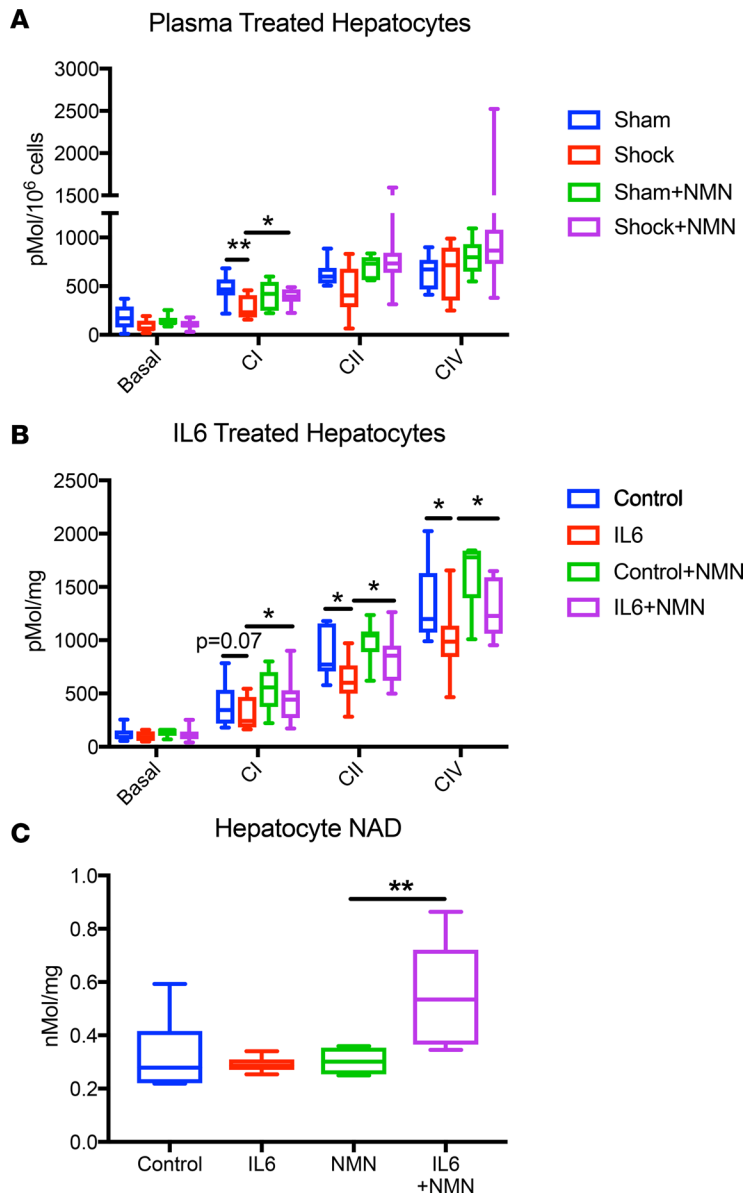 A
Plasma Treated Hepatocytes
3000
2500
2000
1500
1000
500
0
pMol/10⁶ cells
**
*
Basal
CI
CII
CIV
Sham
Shock
Sham+NMN
Shock+NMN
B
IL6 Treated Hepatocytes
2500
2000
1500
1000
500
0
pMol/mg
p=0.07
*
*
*
*
*
Basal
CI
CII
CIV
Control
IL6
Control+NMN
IL6+NMN
C
Hepatocyte NAD
1.0
0.8
0.6
0.4
0.2
0.0
nMol/mg
**
Control
IL6
NMN
IL6
+NMN